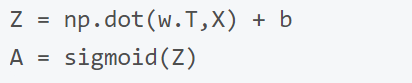 Z = np.dot(w.T,X) + b
A = sigmoid(Z)